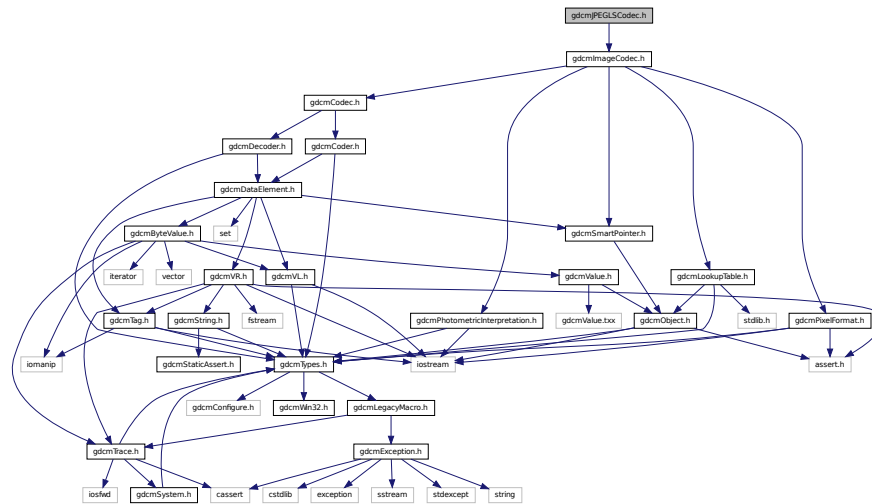 gdcmJPEGLSCodec.h
gdcmImageCodec.h
gdcmCodec.h
gdcmDecoder.h
gdcmCoder.h
gdcmDataElement.h
gdcmByteValue.h
set
gdcmSmartPointer.h
iterator
vector
gdcmVR.h
gdcmVL.h
gdcmValue.h
gdcmLookupTable.h
gdcmTag.h
gdcmString.h
fstream
gdcmPhotometricInterpretation.h
gdcmValue.txx
gdcmObject.h
stdlib.h
gdcmPixelFormat.h
iomanip
gdcmStaticAssert.h
gdcmTypes.h
iostream
assert.h
gdcmConfigure.h
gdcmWin32.h
gdcmLegacyMacro.h
gdcmTrace.h
gdcmException.h
iosfwd
gdcmSystem.h
cassert
cstdlib
exception
sstream
stdexcept
string